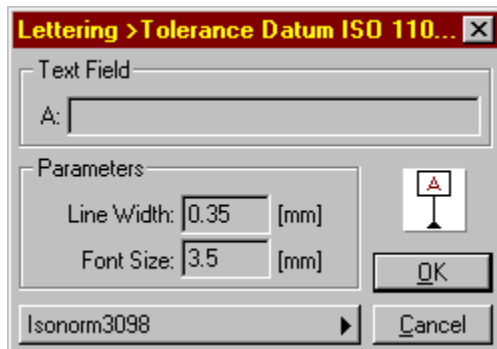 Lettering >Tolerance Datum ISO 110...
Text Field
A:
Parameters
A
Line Width: 0.35 [mm]
Font Size: 3.5 [mm]
OK
Isonorm3098
Cancel